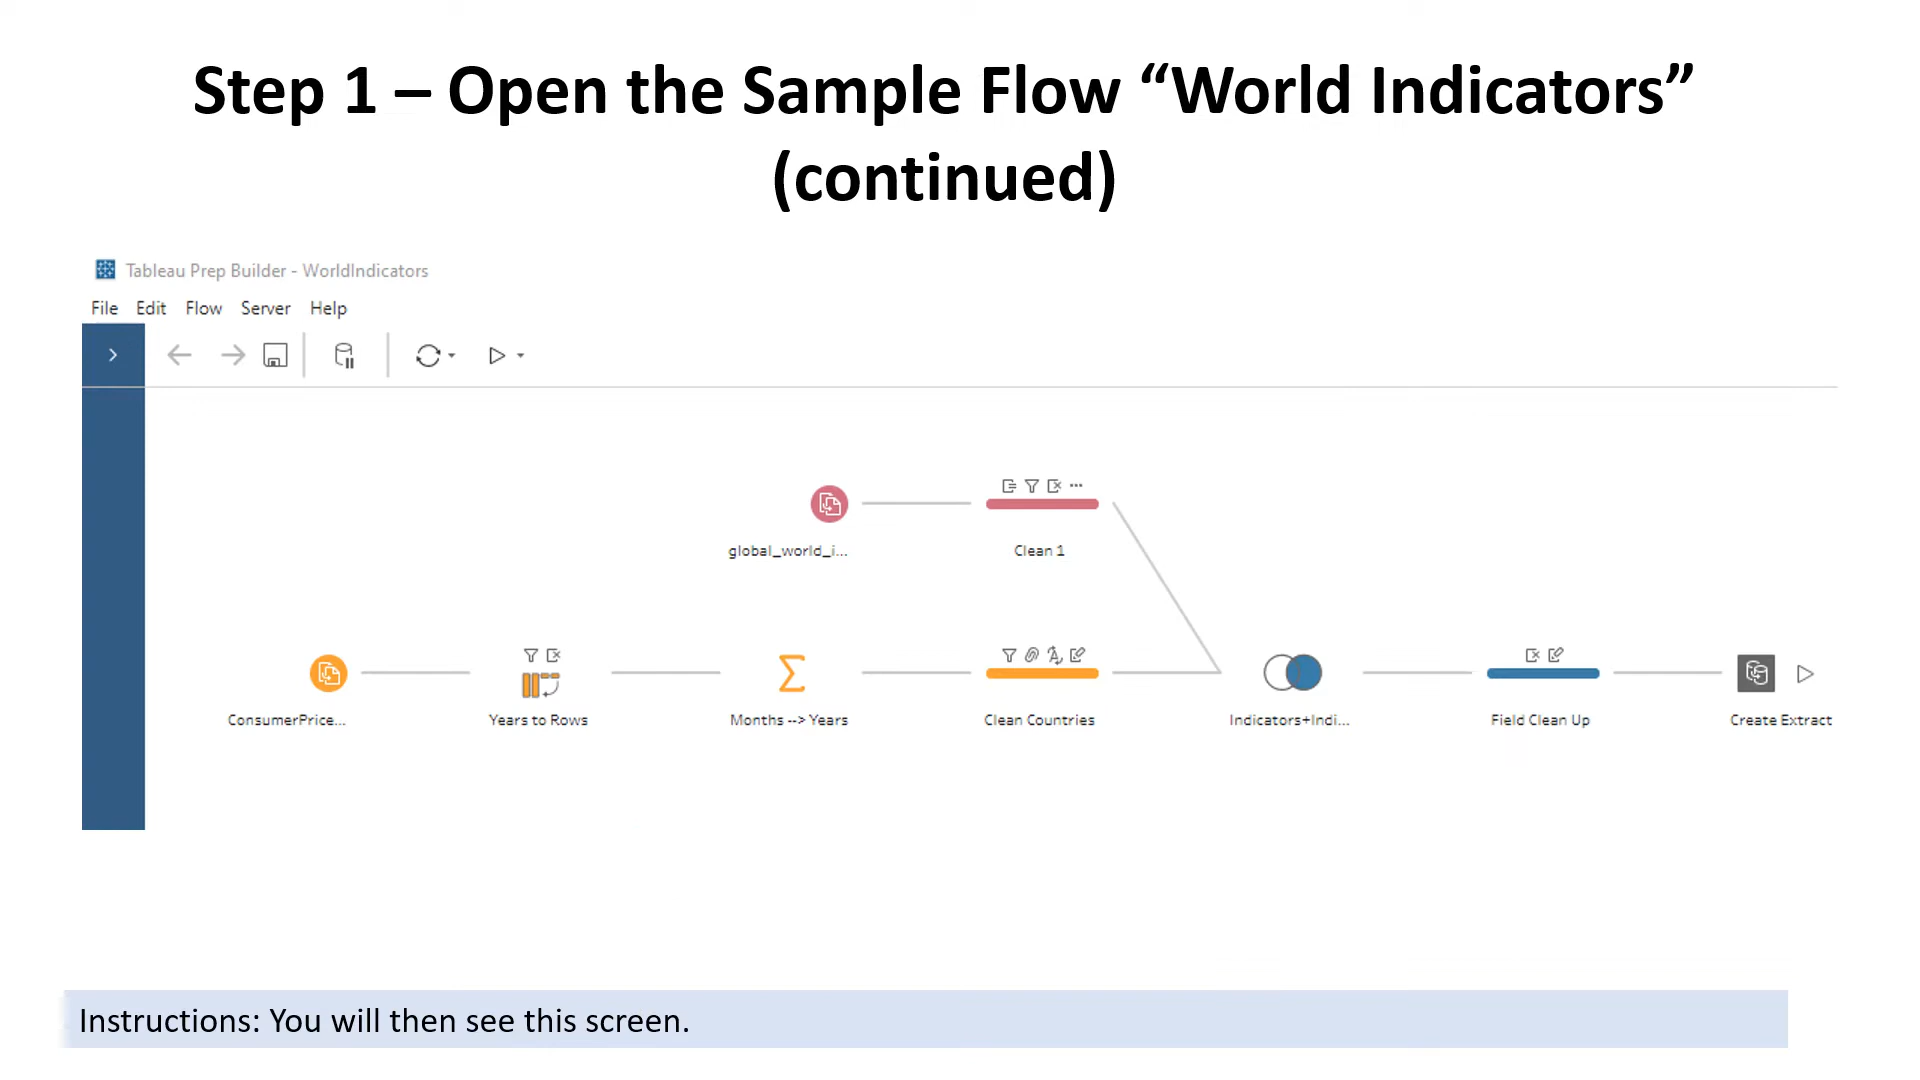 Step 1 – Open the Sample Flow “World Indicators”
(continued)
Tableau Prep Builder - WorldIndicators
File Edit Flow Server Help
global_world_i...
Clean 1
ConsumerPrice...
Years to Rows
Months --> Years
Clean Countries
Indicators+Indi...
Field Clean Up
Create Extract
Instructions: You will then see this screen.